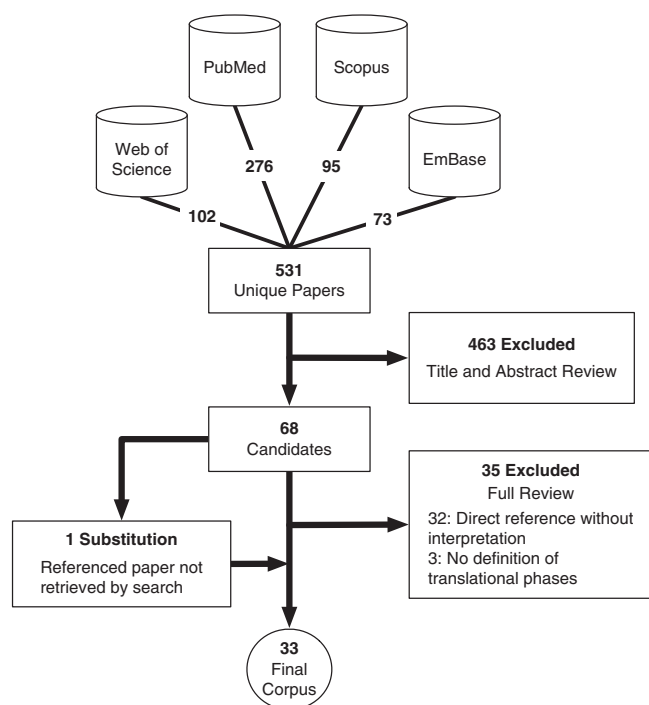 PubMed
Scopus
Web of
Science
EmBase
276
95
102
73
531
Unique Papers
463 Excluded
Title and Abstract Review
68
Candidates
35 Excluded
Full Review
32: Direct reference without
interpretation
3: No definition of
translational phases
1 Substitution
Referenced paper not
retrieved by search
33
Final
Corpus